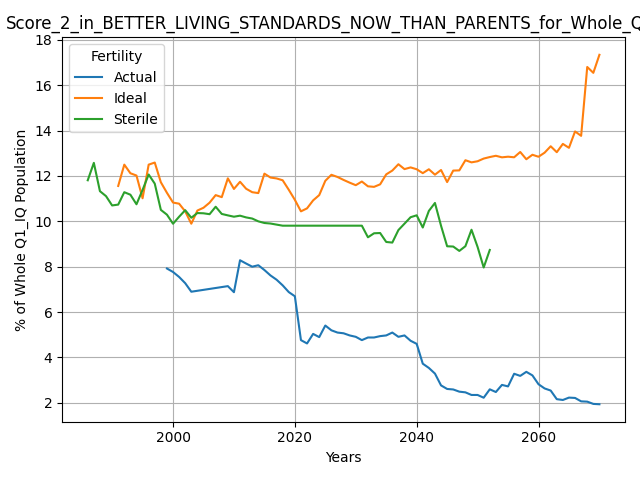 Score_2_in_BETTER_LIVING_STANDARDS_NOW_THAN_PARENTS_for_Whole_Q
Fertility
Actual
Ideal
Sterile
% of Whole Q1_IQ Population
18
16
14
12
10
8
6
4
2
2000 2020 2040 2060
Years